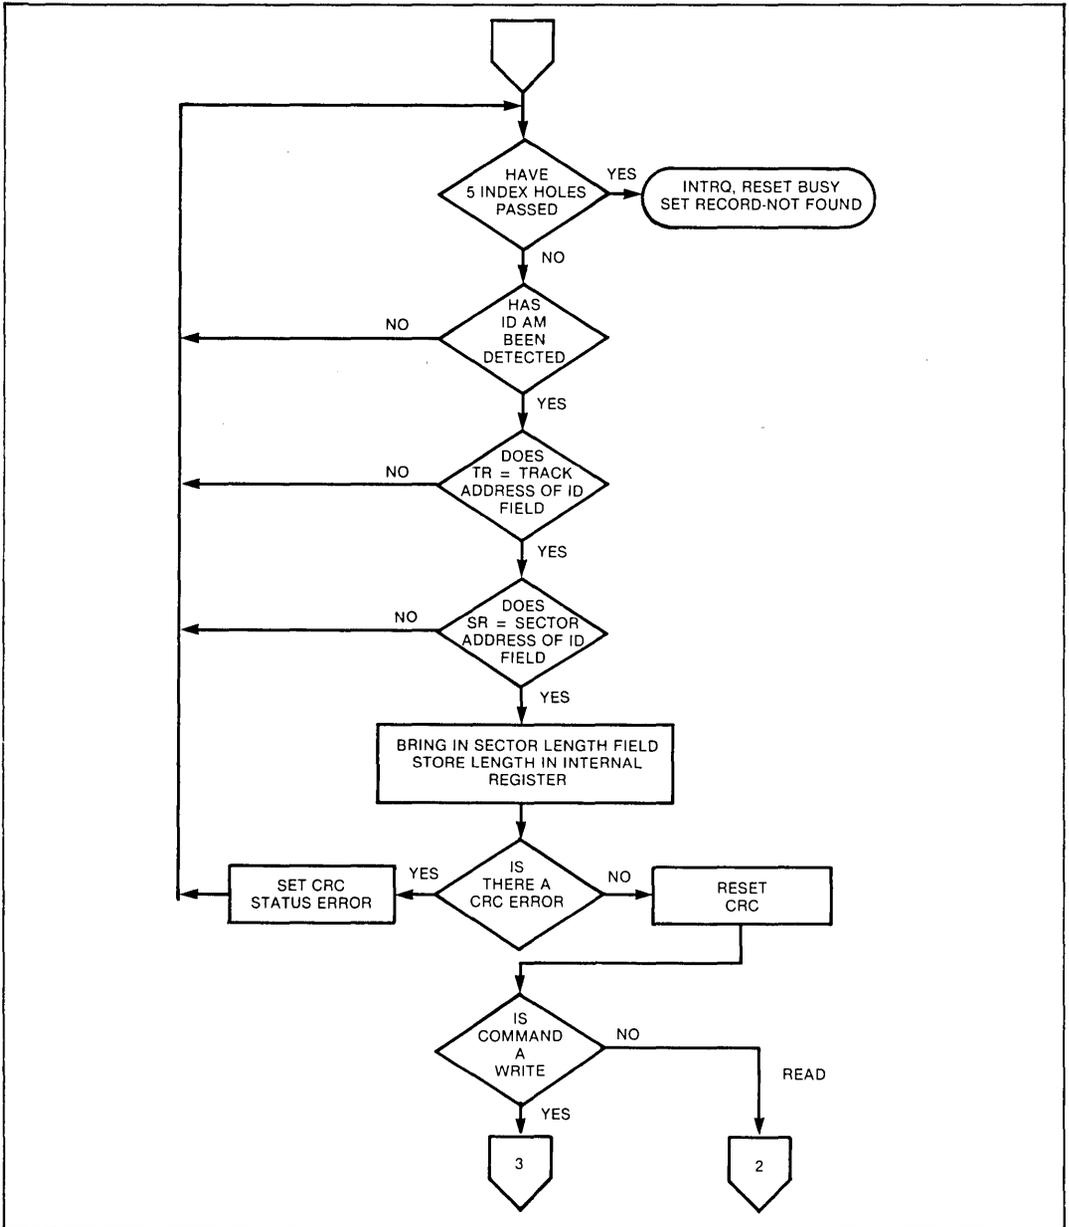 HAVE
5 INDEX HOLES
PASSED
YES
INTRQ, RESET BUSY
SET RECORD-NOT FOUND
NO
HAS
ID AM
BEEN
DETECTED
NO
YES
DOES
TR = TRACK
ADDRESS OF ID
FIELD
NO
YES
DOES
SR = SECTOR
ADDRESS OF ID
FIELD
NO
YES
BRING IN SECTOR LENGTH FIELD
STORE LENGTH IN INTERNAL
REGISTER
IS
THERE A
CRC ERROR
YES
SET CRC
STATUS ERROR
NO
RESET
CRC
IS
COMMAND
A
WRITE
NO
READ
YES
3
2